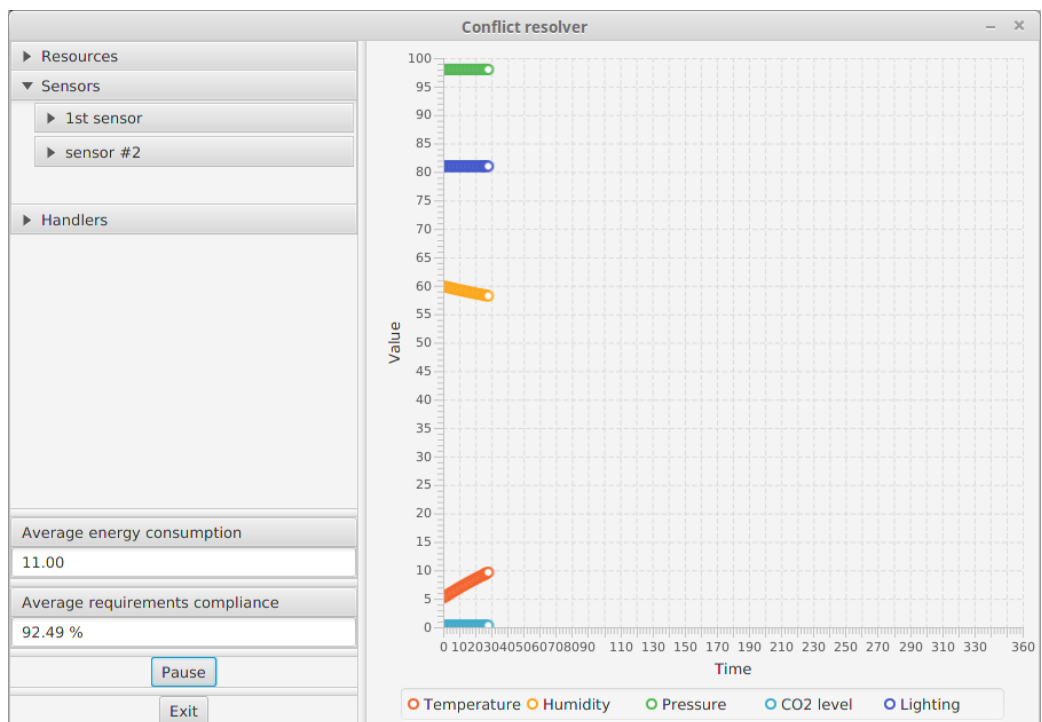 Conflict resolver
Resources
Sensors
1st sensor
sensor #2
Handlers
Average energy consumption
11.00
Average requirements compliance
92.49 %
Pause
Exit
100
95
90
85
80
75
70
65
60
55
50
45
40
35
30
25
20
15
10
5
0
Value
0 102030405060708090 110 130 150 170 190 210 230 250 270 290 310 330 360
Time
Temperature Humidity Pressure CO2 level Lighting